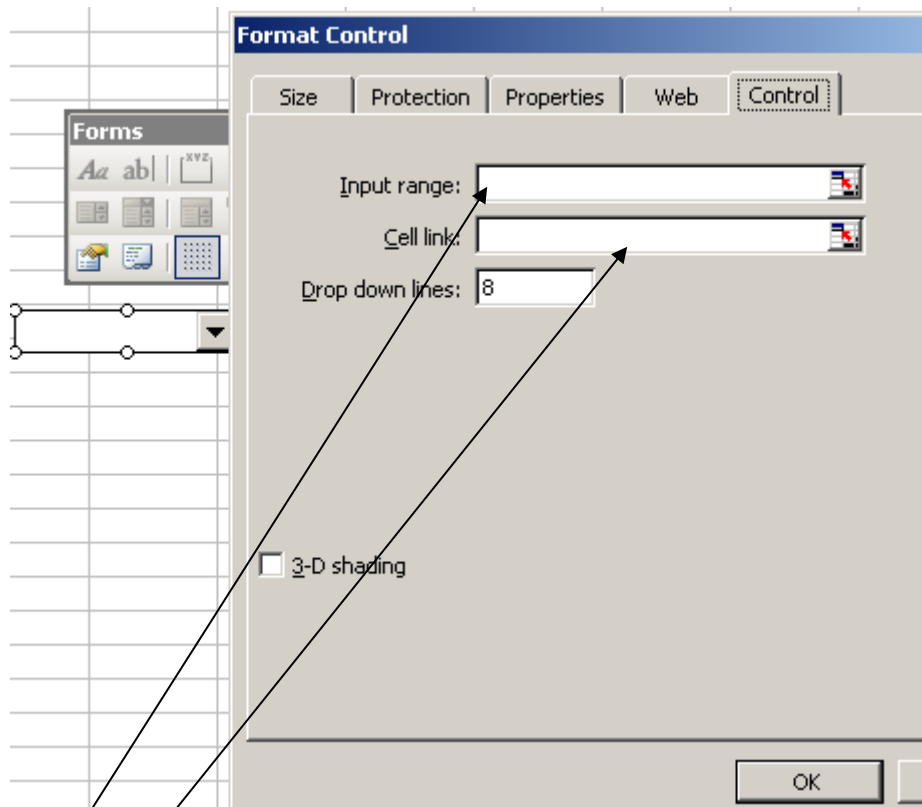 Format Control
Size Protection Properties Web Control
Forms
Aa ab| xyz
Input range:
Cell link:
Drop down lines: 8
3-D shading
OK